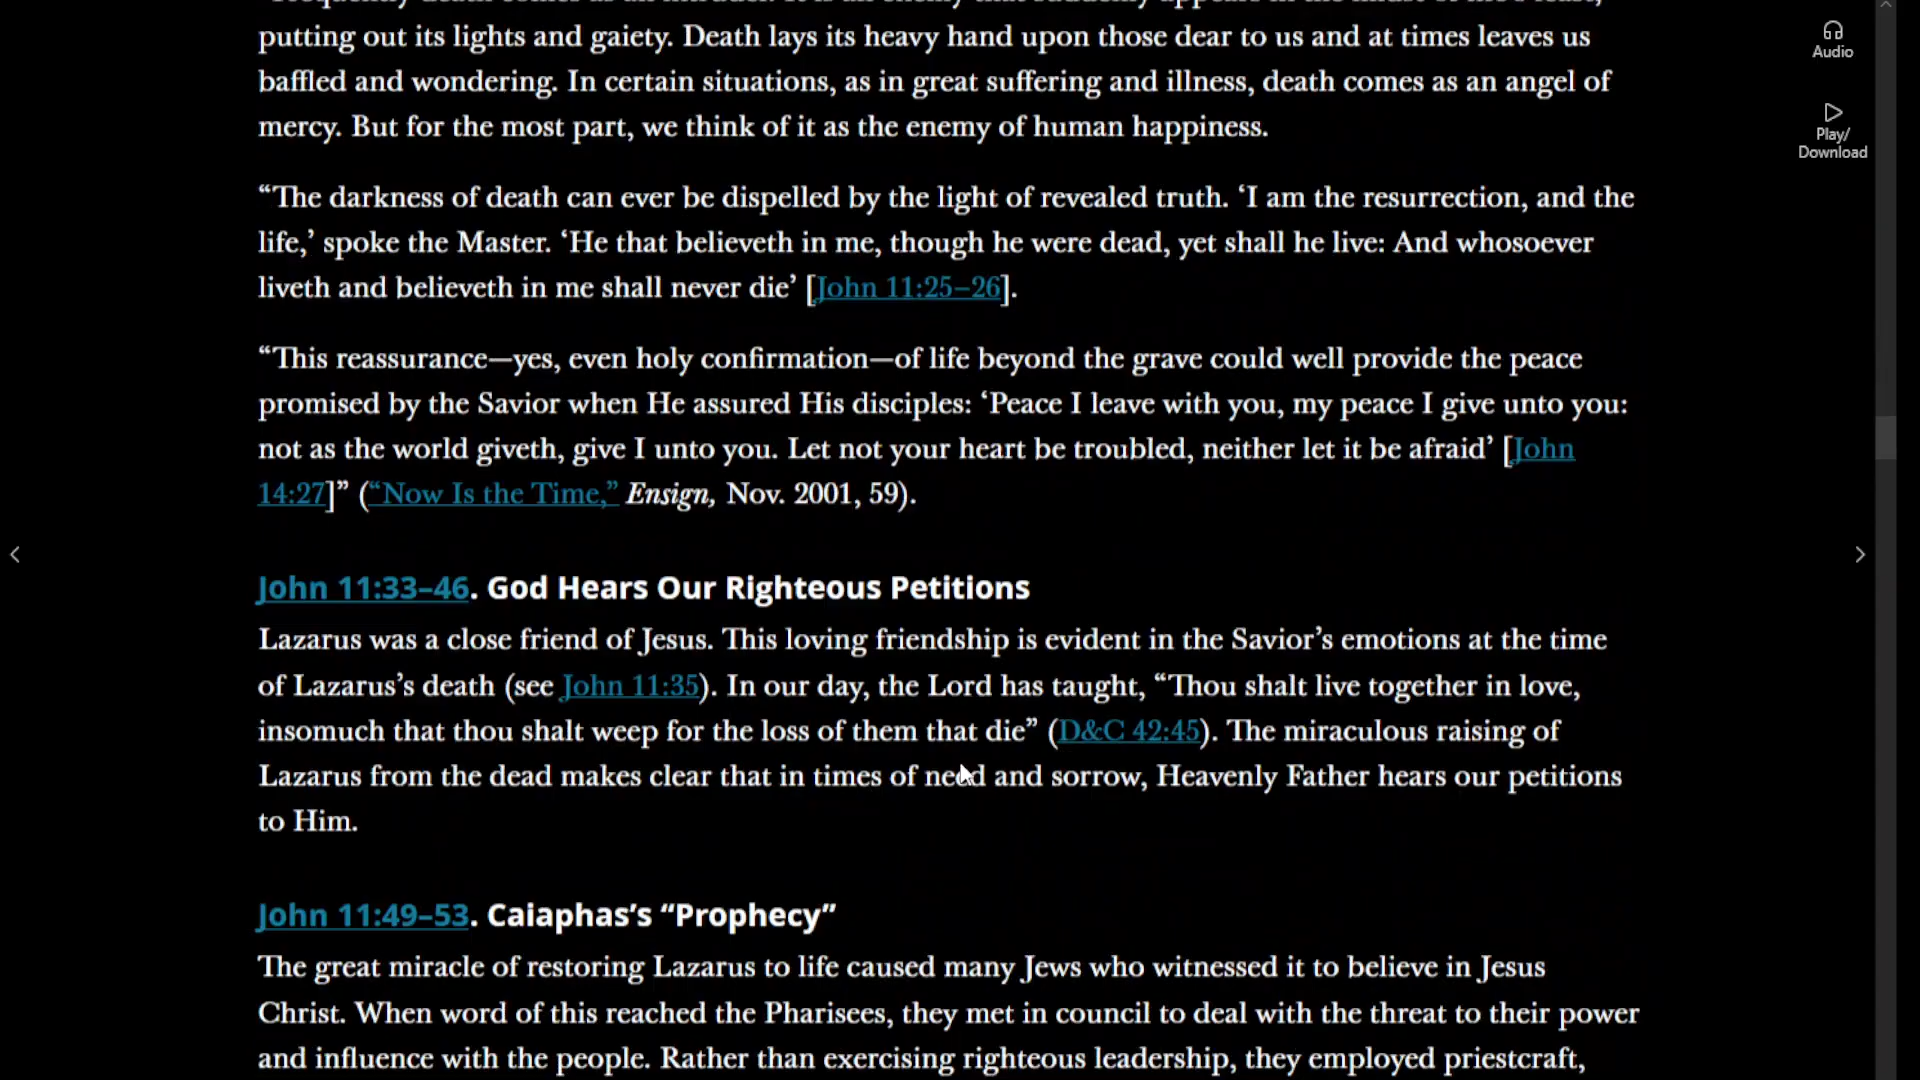 putting out its lights and gaiety. Death lays its heavy hand upon those dear to us and at times leaves us
baffled and wondering. In certain situations, as in great suffering and illness, death comes as an angel of
mercy. But for the most part, we think of it as the enemy of human happiness.
“The darkness of death can ever be dispelled by the light of revealed truth. ‘I am the resurrection, and the
life,’ spoke the Master. ‘He that believeth in me, though he were dead, yet shall he live: And whosoever
liveth and believeth in me shall never die’ [John 11:25–26].
“This reassurance—yes, even holy confirmation—of life beyond the grave could well provide the peace
promised by the Savior when He assured His disciples: ‘Peace I leave with you, my peace I give unto you:
not as the world giveth, give I unto you. Let not your heart be troubled, neither let it be afraid’ [John
14:27]” (“Now Is the Time,” Ensign, Nov. 2001, 59).
John 11:33–46. God Hears Our Righteous Petitions
Lazarus was a close friend of Jesus. This loving friendship is evident in the Savior’s emotions at the time
of Lazarus’s death (see John 11:35). In our day, the Lord has taught, “Thou shalt live together in love,
insomuch that thou shalt weep for the loss of them that die” (D&C 42:45). The miraculous raising of
Lazarus from the dead makes clear that in times of need and sorrow, Heavenly Father hears our petitions
to Him.
John 11:49–53. Caiaphas’s “Prophecy”
The great miracle of restoring Lazarus to life caused many Jews who witnessed it to believe in Jesus
Christ. When word of this reached the Pharisees, they met in council to deal with the threat to their power
and influence with the people. Rather than exercising righteous leadership, they employed priestcraft,
Audio
Play/
Download